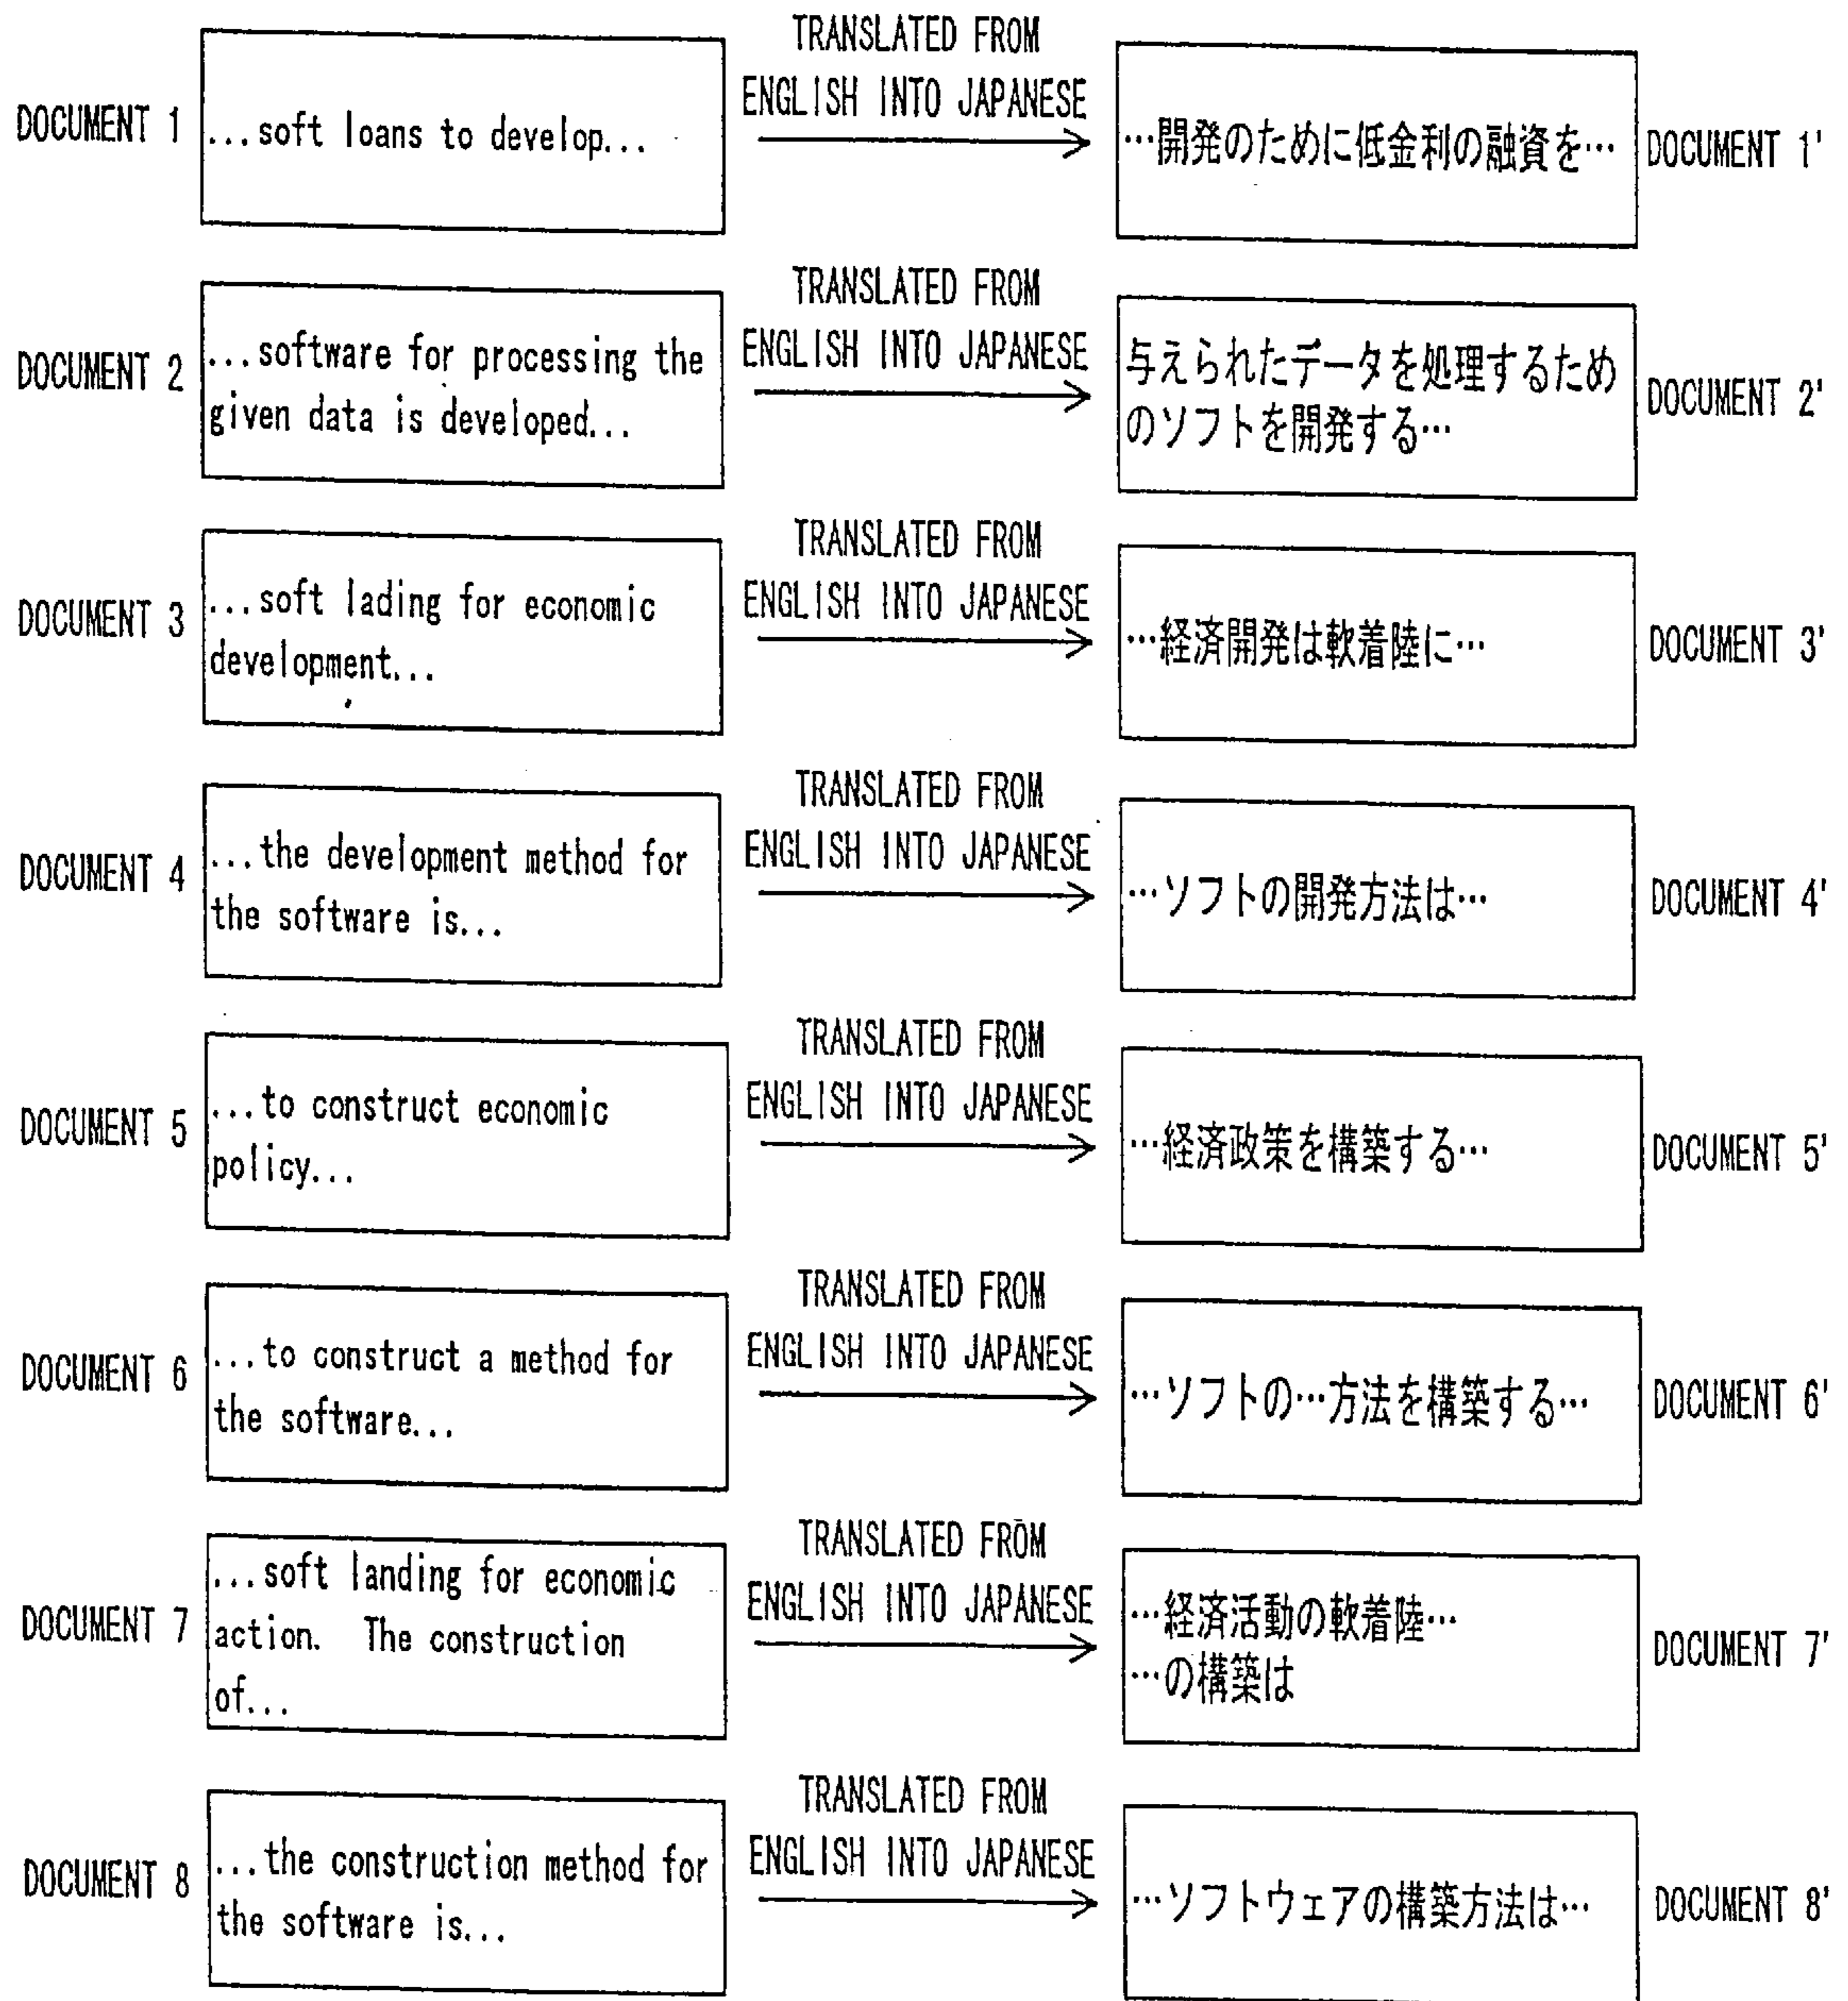 TRANSLATED FROM
ENGLISH INTO JAPANESE
DOCUMENT 1
...soft loans to develop...
…開発のために低金利の融資を…
DOCUMENT 1'
TRANSLATED FROM
ENGLISH INTO JAPANESE
DOCUMENT 2
...software for processing the
given data is developed...
与えられたデータを処理するため
のソフトを開発する…
DOCUMENT 2'
TRANSLATED FROM
ENGLISH INTO JAPANESE
DOCUMENT 3
...soft lading for economic
development...
…経済開発は軟着陸に…
DOCUMENT 3'
TRANSLATED FROM
ENGLISH INTO JAPANESE
DOCUMENT 4
...the development method for
the software is...
…ソフトの開発方法は…
DOCUMENT 4'
TRANSLATED FROM
ENGLISH INTO JAPANESE
DOCUMENT 5
...to construct economic
policy...
…経済政策を構築する…
DOCUMENT 5'
TRANSLATED FROM
ENGLISH INTO JAPANESE
DOCUMENT 6
...to construct a method for
the software...
…ソフトの…方法を構築する…
DOCUMENT 6'
TRANSLATED FROM
ENGLISH INTO JAPANESE
DOCUMENT 7
...soft landing for economic
action. The construction
of...
…経済活動の軟着陸…
…の構築は
DOCUMENT 7'
TRANSLATED FROM
ENGLISH INTO JAPANESE
DOCUMENT 8
...the construction method for
the software is...
…ソフトウェアの構築方法は…
DOCUMENT 8'